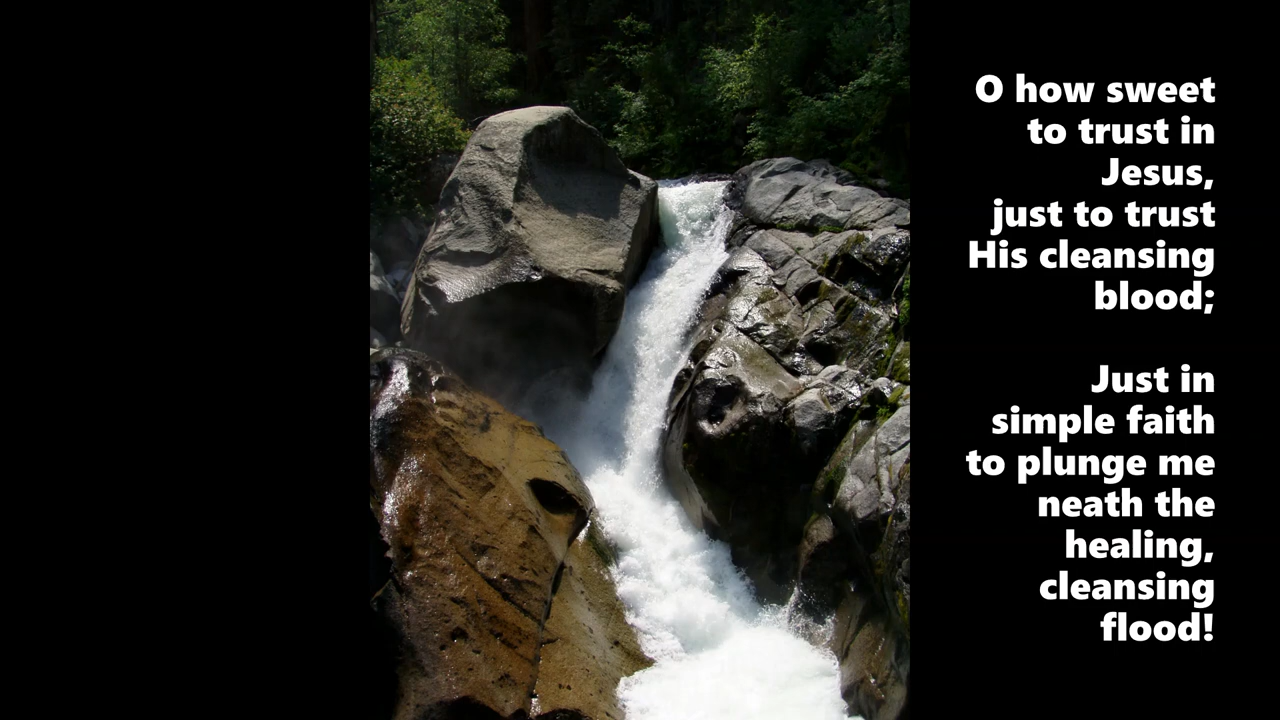 O how sweet
to trust in
Jesus,
just to trust
His cleansing
blood;
Just in
simple faith
to plunge me
neath the
healing,
cleansing
flood!